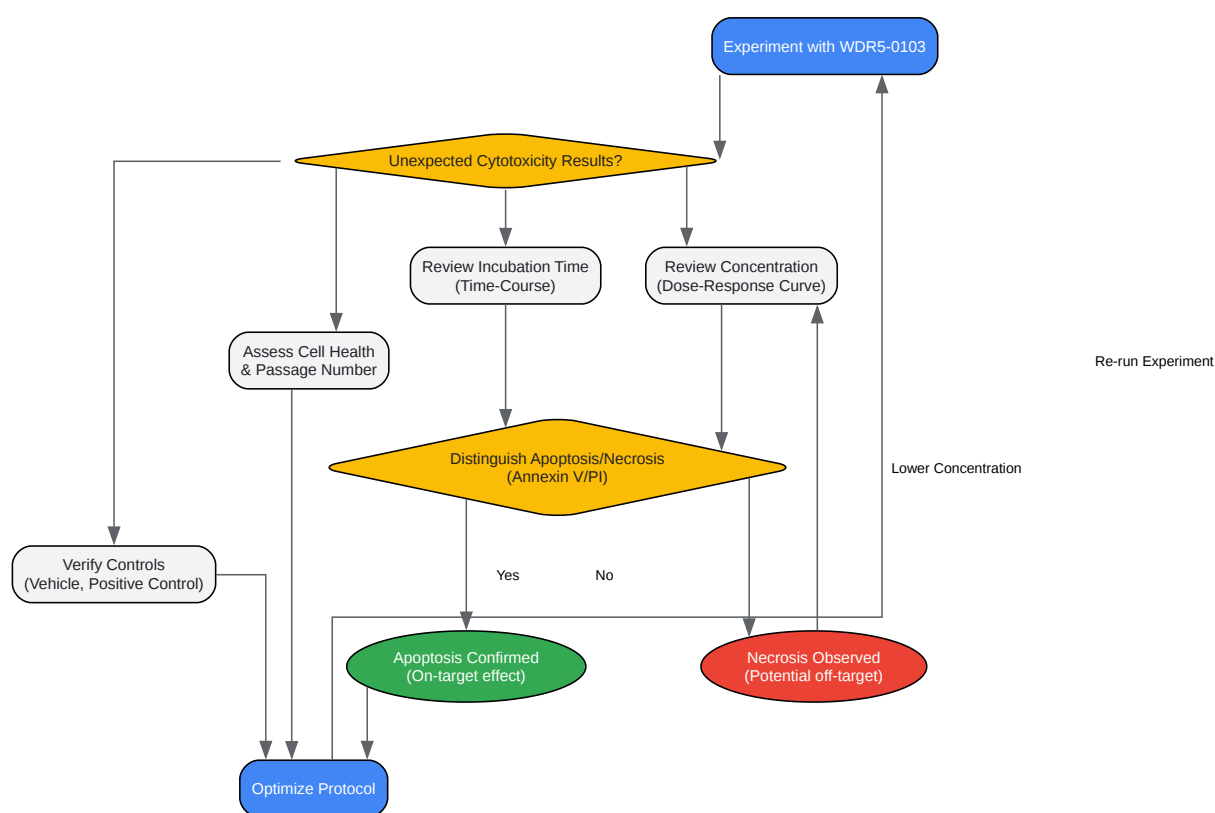 Experiment with WDR5-0103
Unexpected Cytotoxicity Results?
Review Incubation Time
(Time-Course)
Review Concentration
(Dose-Response Curve)
Assess Cell Health
& Passage Number
Re-run Experiment
Distinguish Apoptosis/Necrosis
(Annexin V/PI)
Lower Concentration
Verify Controls
(Vehicle, Positive Control)
Yes
No
Apoptosis Confirmed
(On-target effect)
Necrosis Observed
(Potential off-target)
Optimize Protocol